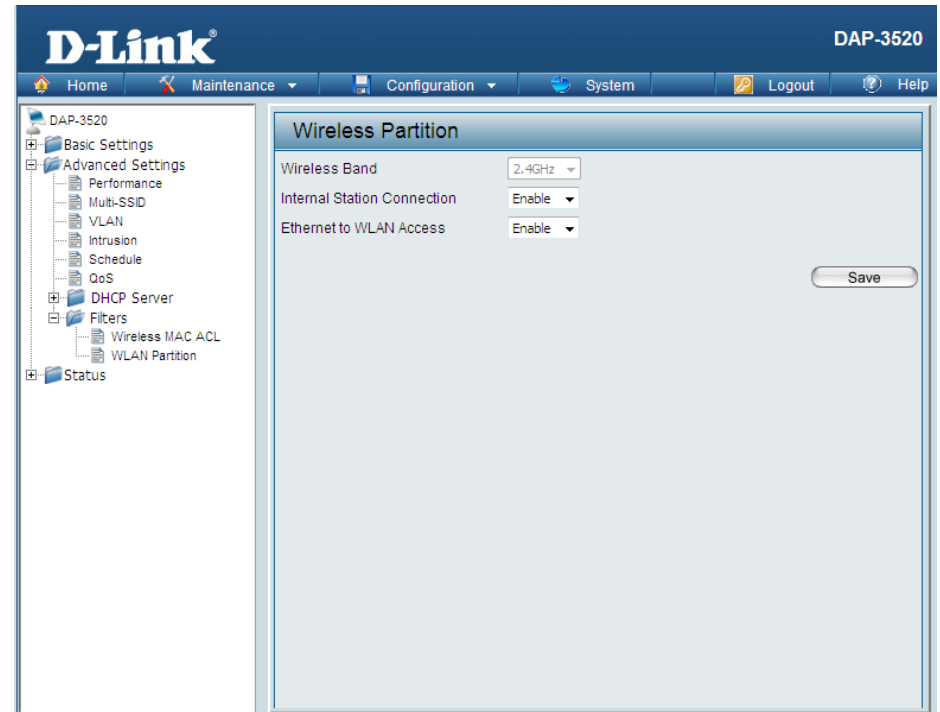 D-Link®
DAP-3520
Home Maintenance Configuration System Logout Help
DAP-3520
Basic Settings
Advanced Settings
Performance
Multi-SSID
VLAN
Intrusion
Schedule
QoS
DHCP Server
Filters
Wireless MAC ACL
WLAN Partition
Status
Wireless Partition
Wireless Band 2.4GHz
Internal Station Connection Enable
Ethernet to WLAN Access Enable
Save